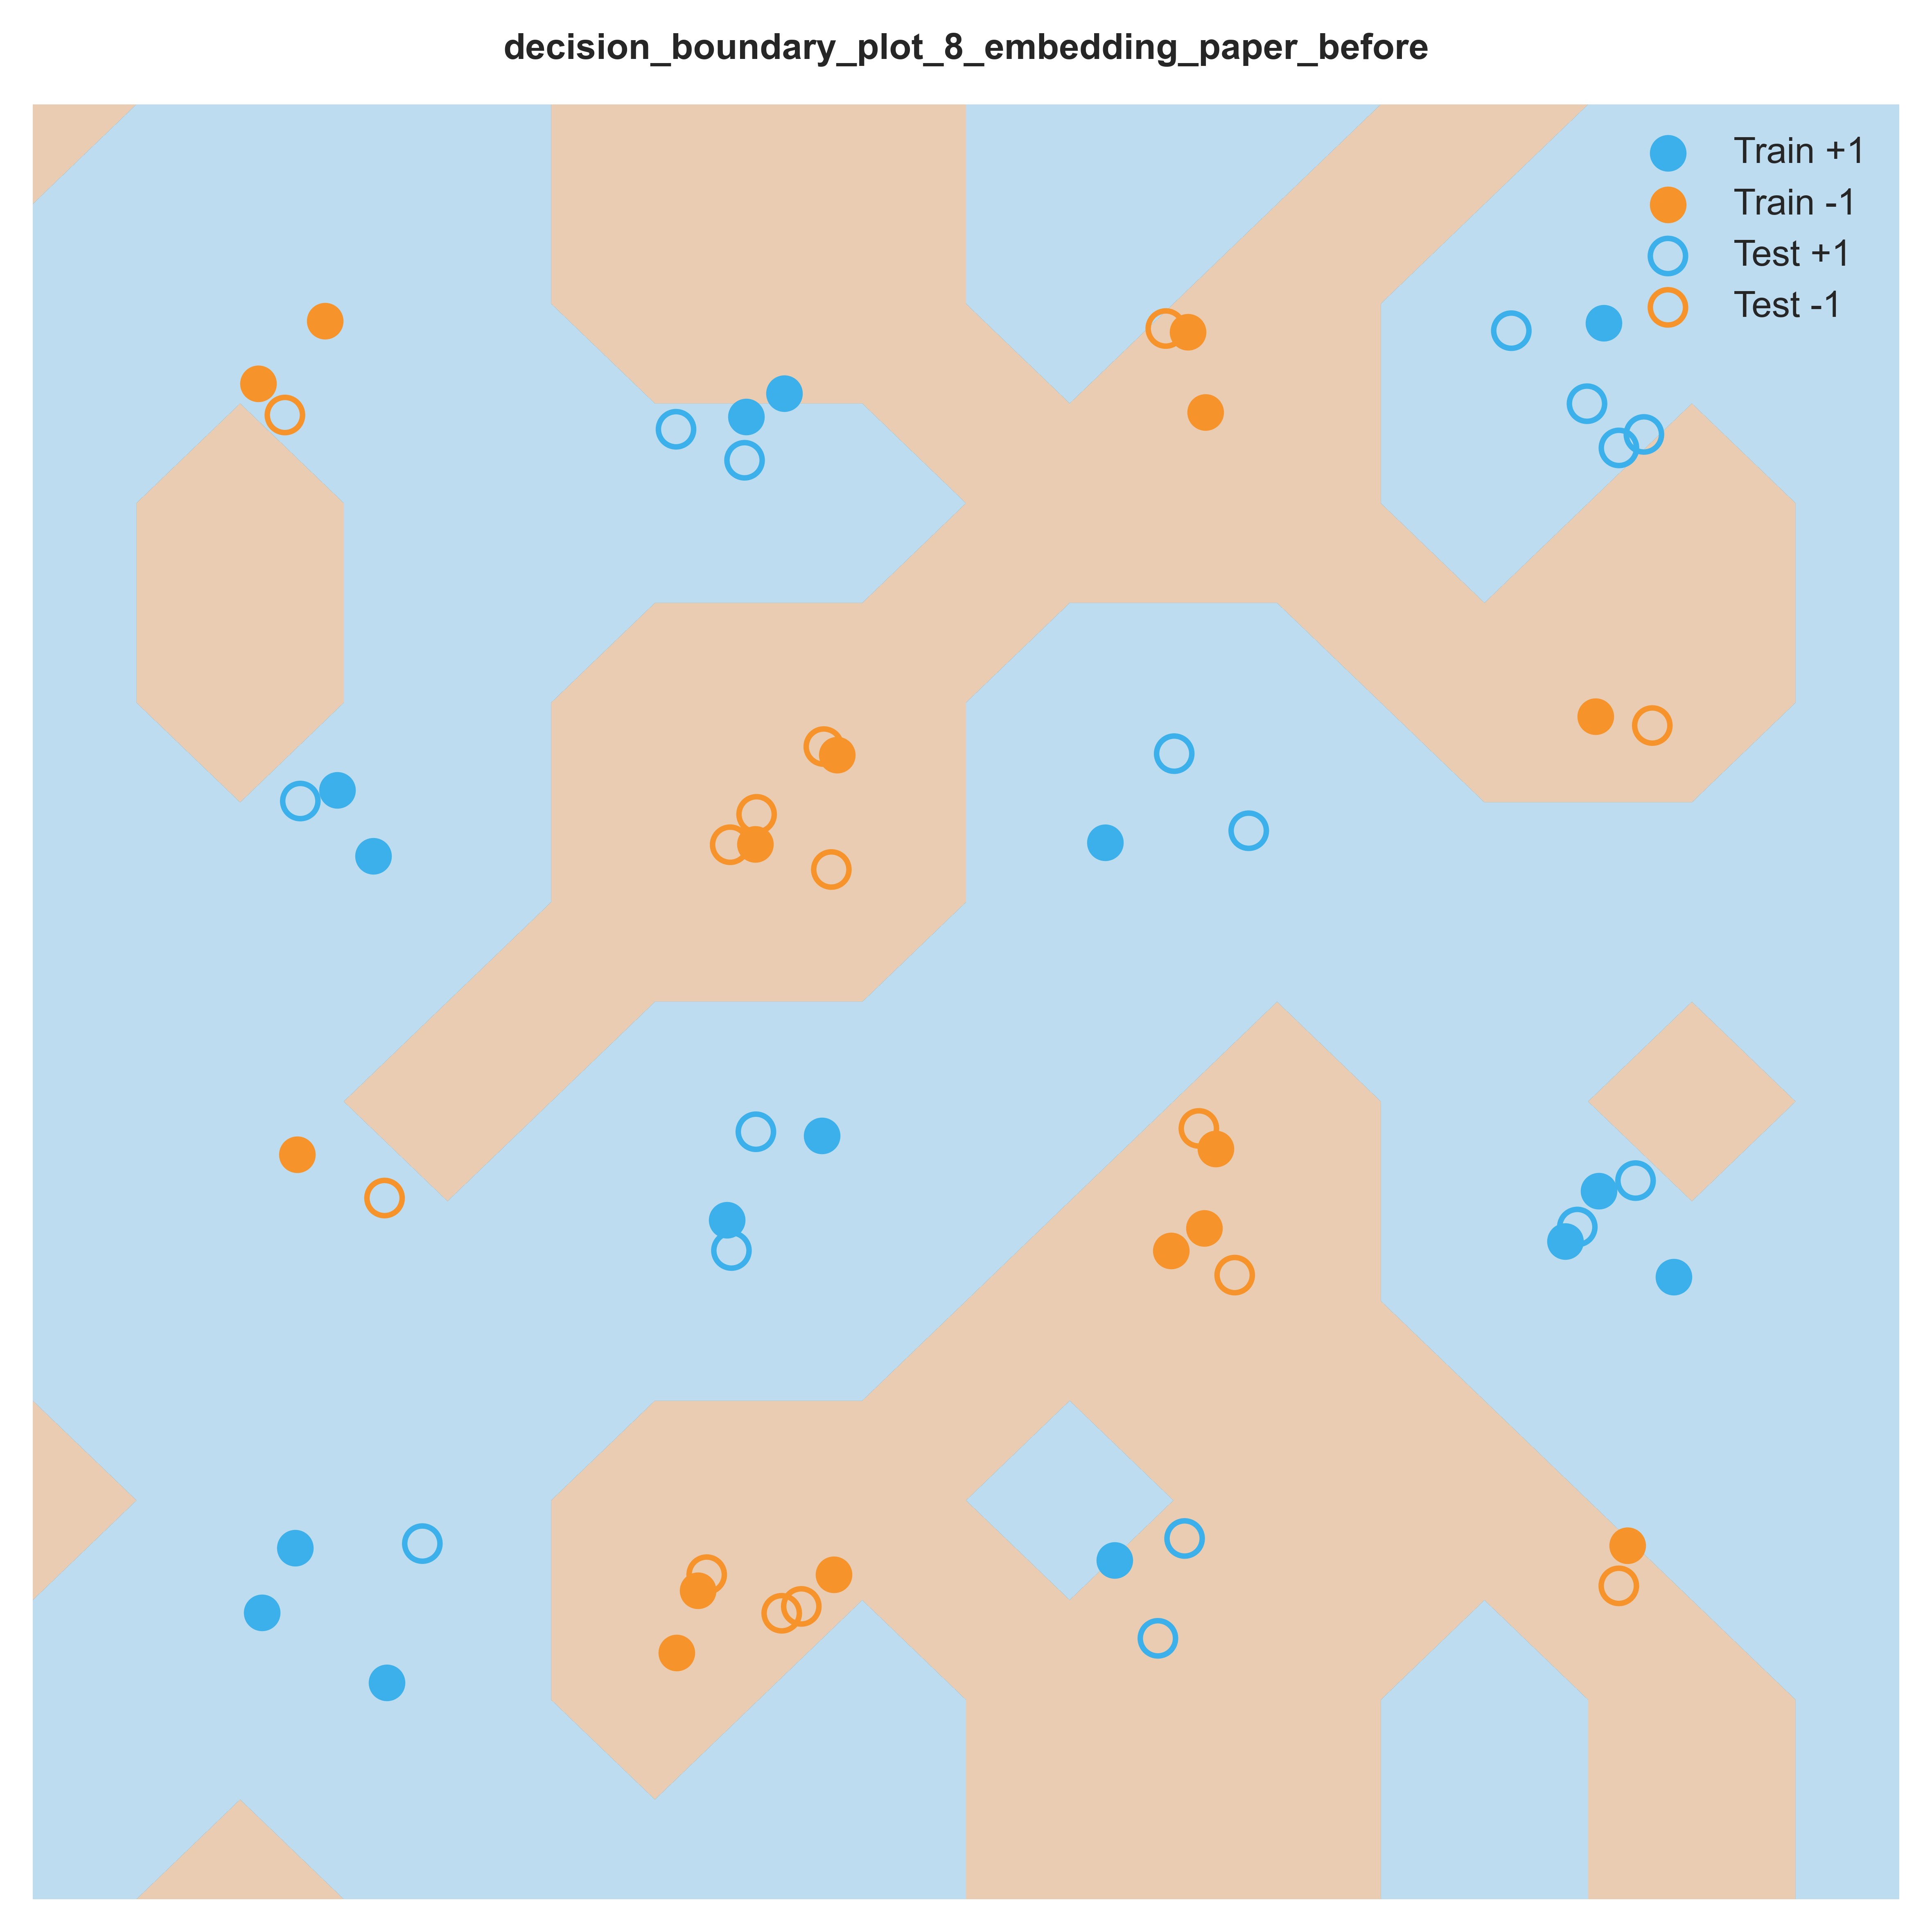 decision_boundary_plot_8_embedding_paper_before
Train +1
Train -1
Test +1
Test -1